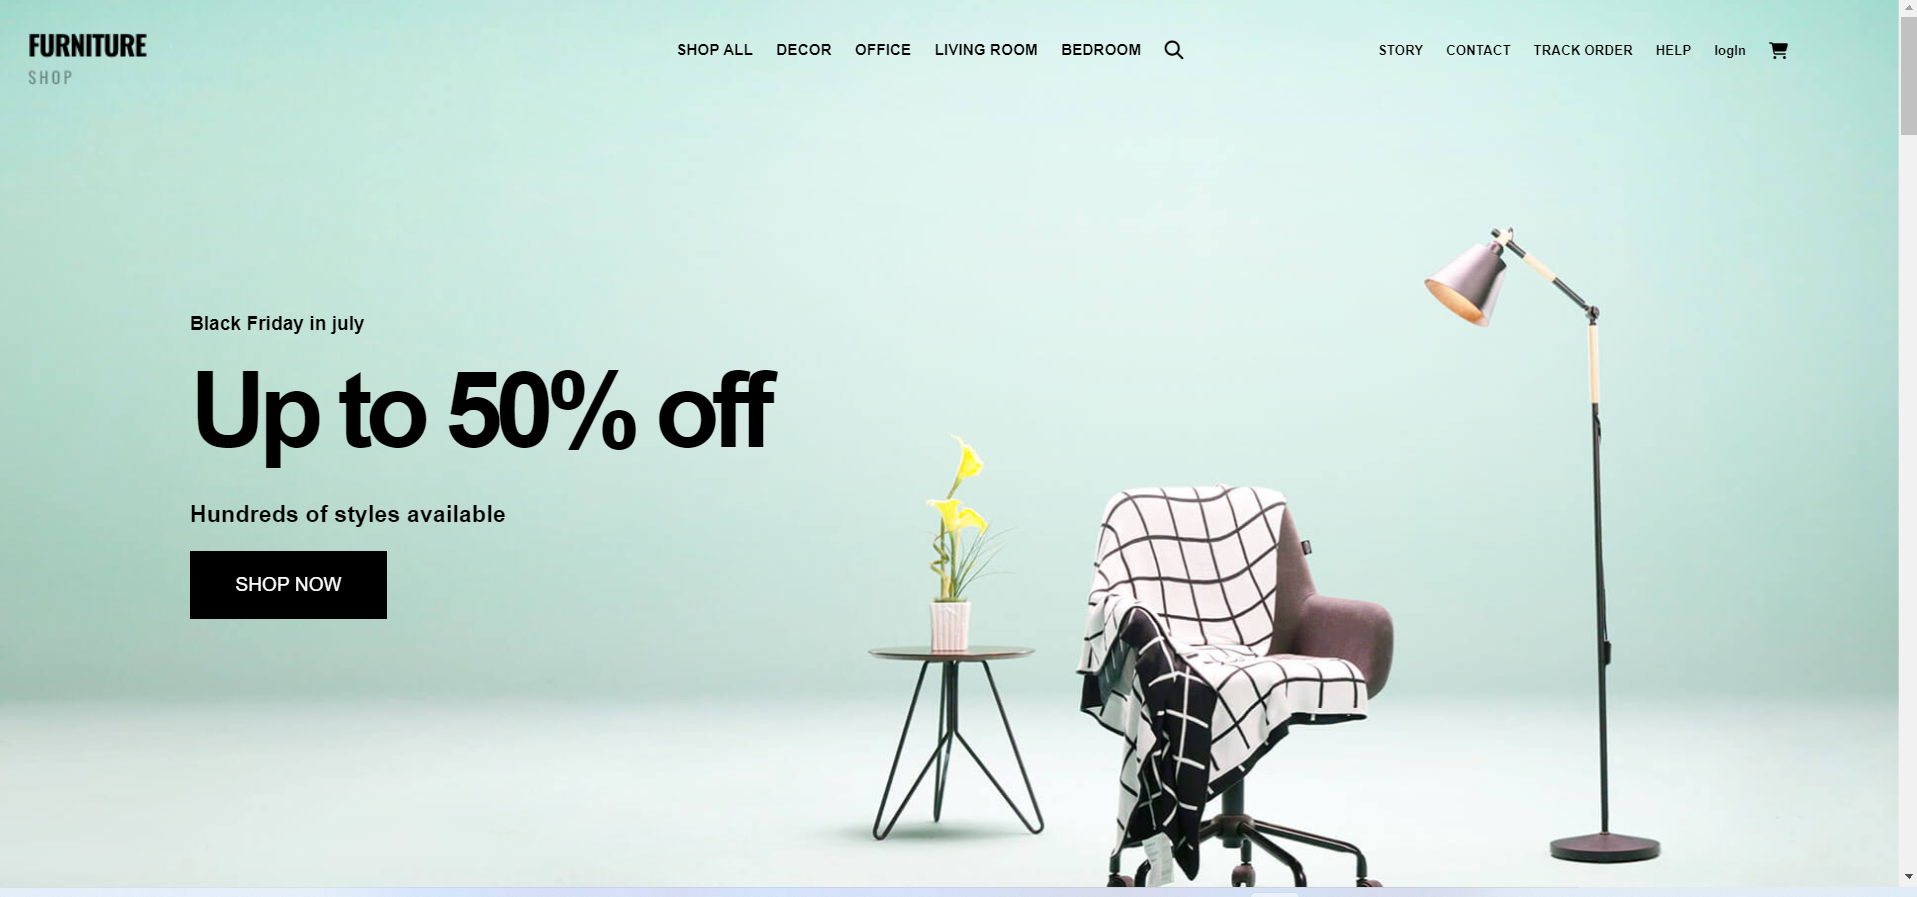 FURNITURE
SHOP
SHOP ALL DECOR OFFICE LIVING ROOM BEDROOM
STORY CONTACT TRACK ORDER HELP logIn
Black Friday in july
Up to 50% off
Hundreds of styles available
SHOP NOW